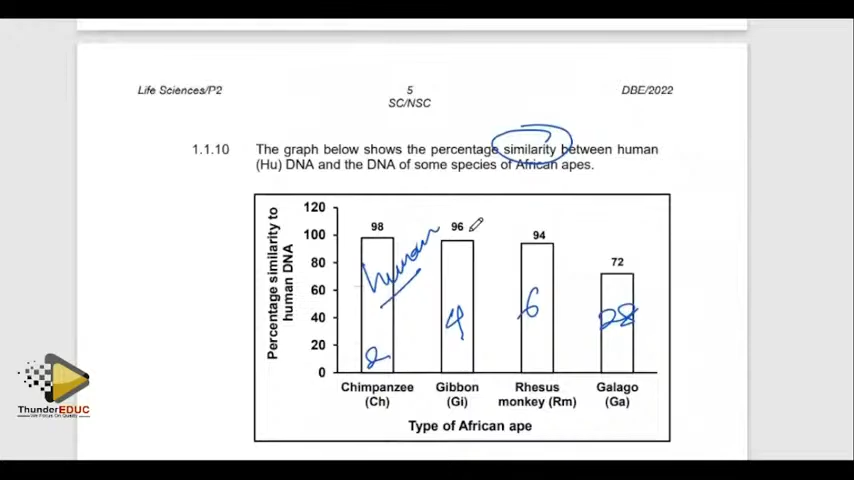 Life Sciences/P2 5 DBE/2022
SC/NSC
1.1.10 The graph below shows the percentage similarity between human
(Hu) DNA and the DNA of some species of African apes.
Percentage similarity to
human DNA
120
100
80
60
40
20
0
98
96
94
72
human
2
4
6
28
Chimpanzee
(Ch)
Gibbon
(Gi)
Rhesus
monkey (Rm)
Galago
(Ga)
Type of African ape
ThunderEDUC